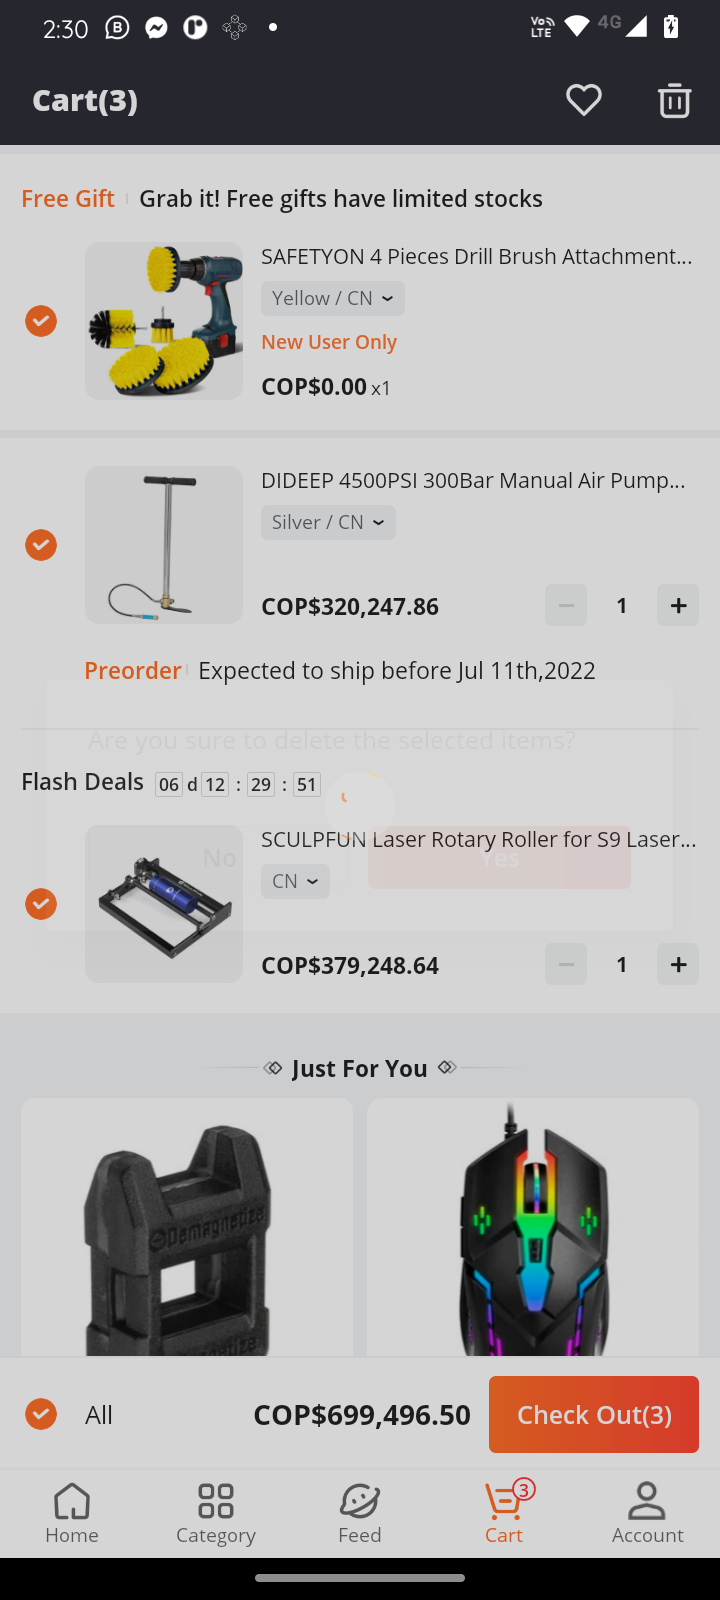 2:30
Vo LTE
4G
Cart(3)
Free Gift Grab it! Free gifts have limited stocks
SAFETYON 4 Pieces Drill Brush Attachment...
Yellow / CN
New User Only
COP$0.00 x1
DIDEEP 4500PSI 300Bar Manual Air Pump...
Silver / CN
COP$320,247.86
1
Preorder Expected to ship before Jul 11th,2022
Are you sure to delete the selected items?
Flash Deals 06 d 12 : 29 : 51
SCULPFUN Laser Rotary Roller for S9 Laser...
No
Yes
CN
COP$379,248.64
1
Just For You
Demagnetize
All
COP$699,496.50
Check Out(3)
3
Home
Category
Feed
Cart
Account